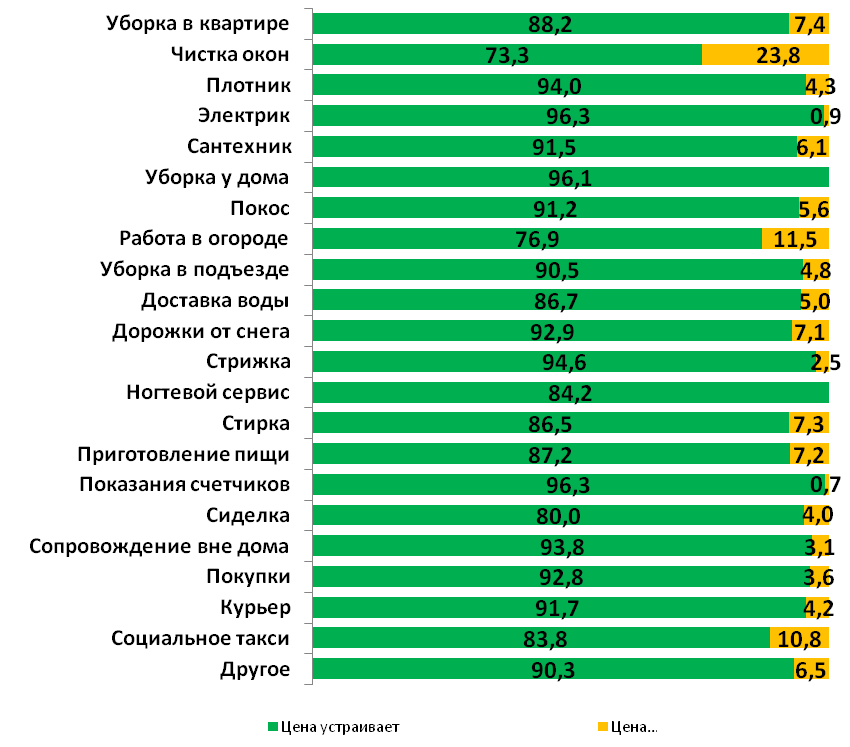 Уборка в квартире 88,2 7,4
Чистка окон 73,3 23,8
Плотник 94,0 4,3
Электрик 96,3 0,9
Сантехник 91,5 6,1
Уборка у дома 96,1
Покос 91,2 5,6
Работа в огороде 76,9 11,5
Уборка в подъезде 90,5 4,8
Доставка воды 86,7 5,0
Дорожки от снега 92,9 7,1
Стрижка 94,6 2,5
Ногтевой сервис 84,2
Стирка 86,5 7,3
Приготовление пищи 87,2 7,2
Показания счетчиков 96,3 0,7
Сиделка 80,0 4,0
Сопровождение вне дома 93,8 3,1
Покупки 92,8 3,6
Курьер 91,7 4,2
Социальное такси 83,8 10,8
Другое 90,3 6,5
Цена устраивает Цена...